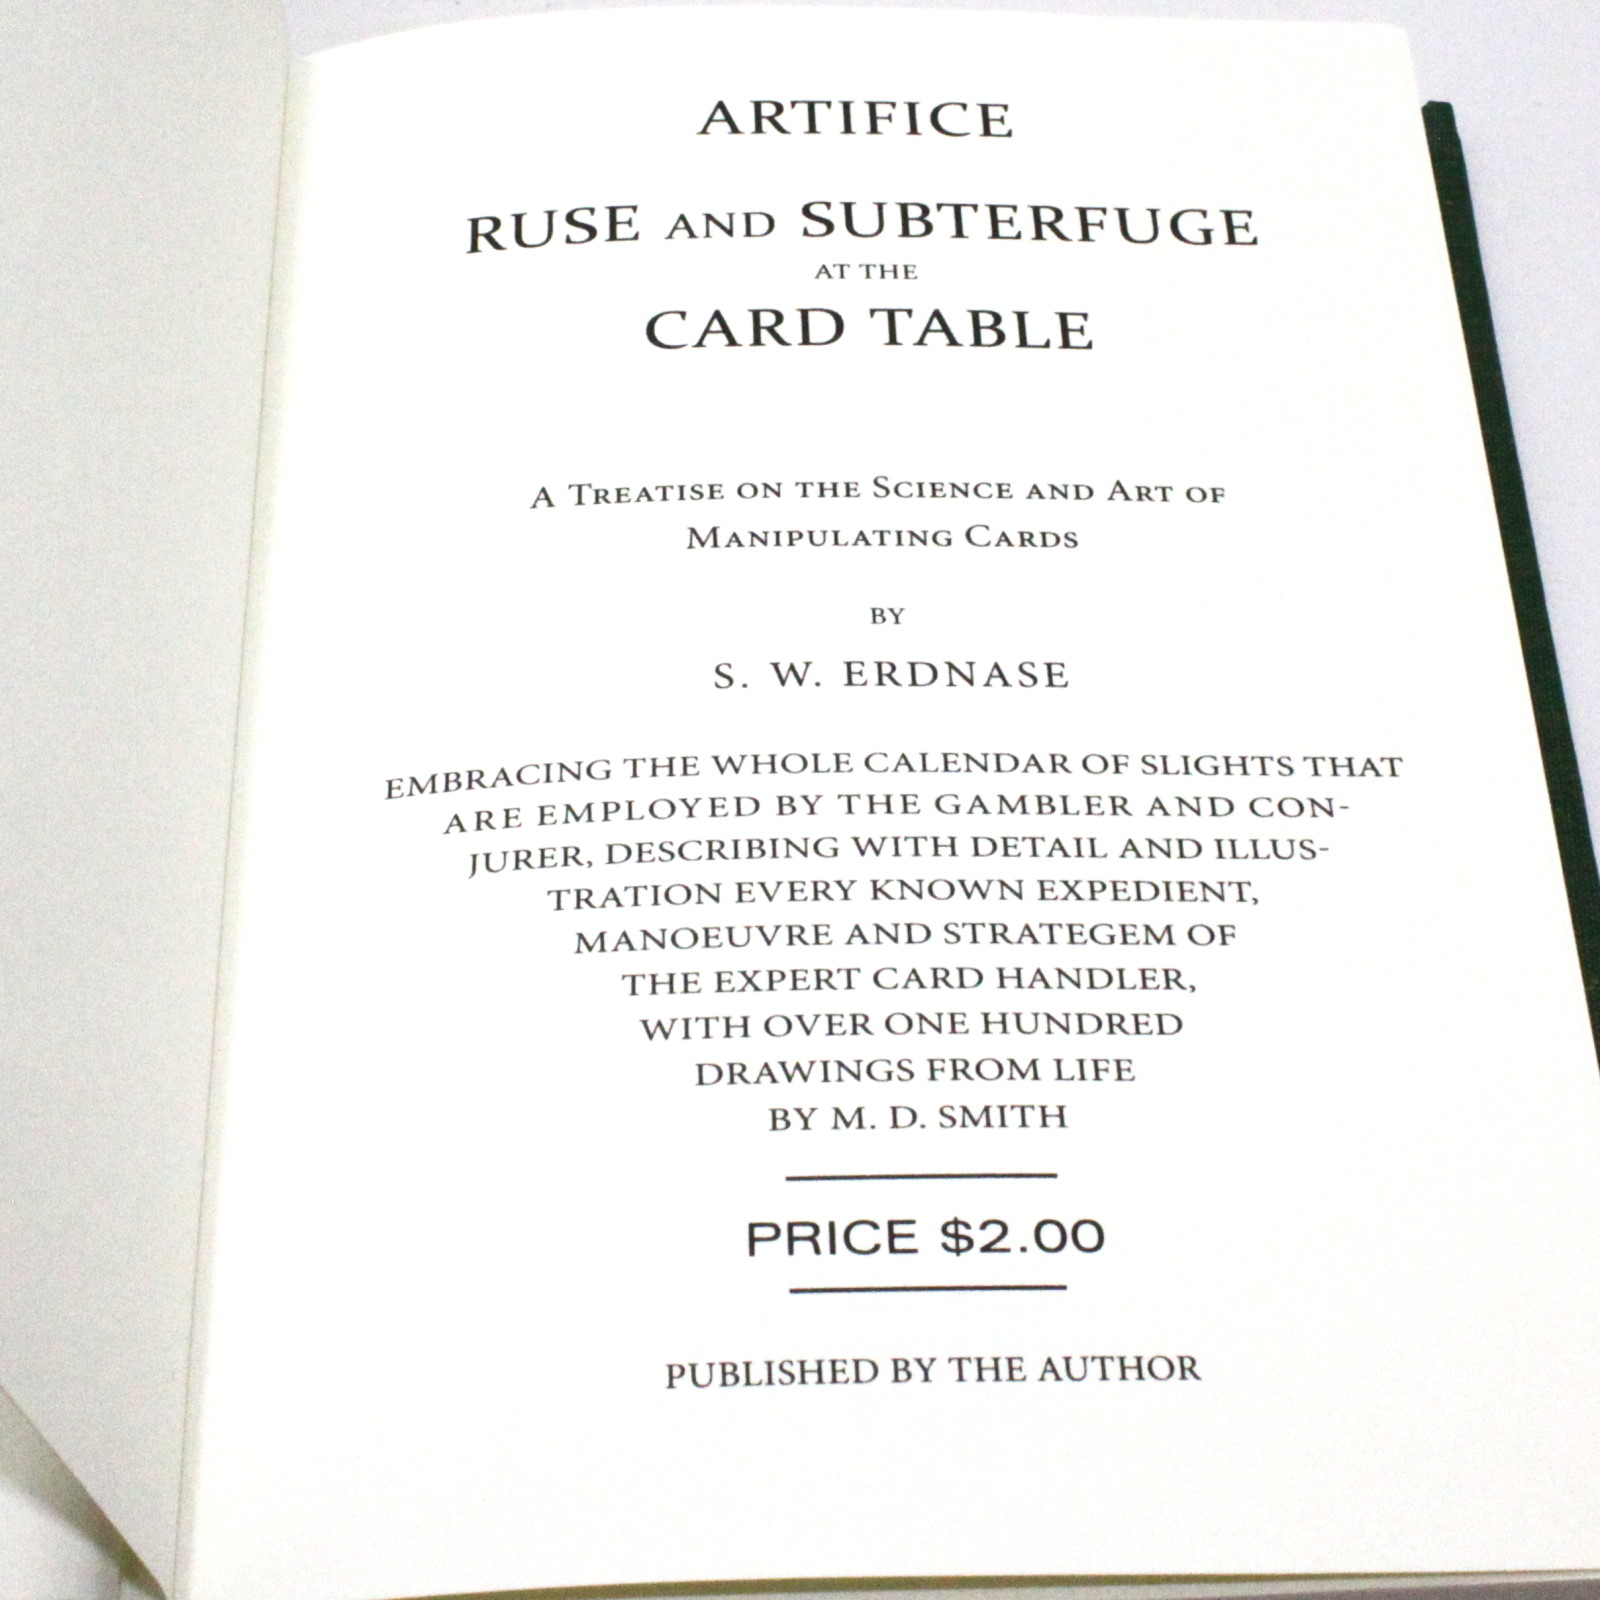 ARTIFICE
RUSE AND SUBTERFUGE
AT THE
CARD TABLE
A TREATISE ON THE SCIENCE AND ART OF
MANIPULATING CARDS
BY
S. W. ERDNASE
EMBRACING THE WHOLE CALENDAR OF SLIGHTS THAT
ARE EMPLOYED BY THE GAMBLER AND CON-
JURER, DESCRIBING WITH DETAIL AND ILLUS-
TRATION EVERY KNOWN EXPEDIENT,
MANOEUVRE AND STRATEGEM OF
THE EXPERT CARD HANDLER,
WITH OVER ONE HUNDRED
DRAWINGS FROM LIFE
BY M. D. SMITH
PRICE $2.00
PUBLISHED BY THE AUTHOR